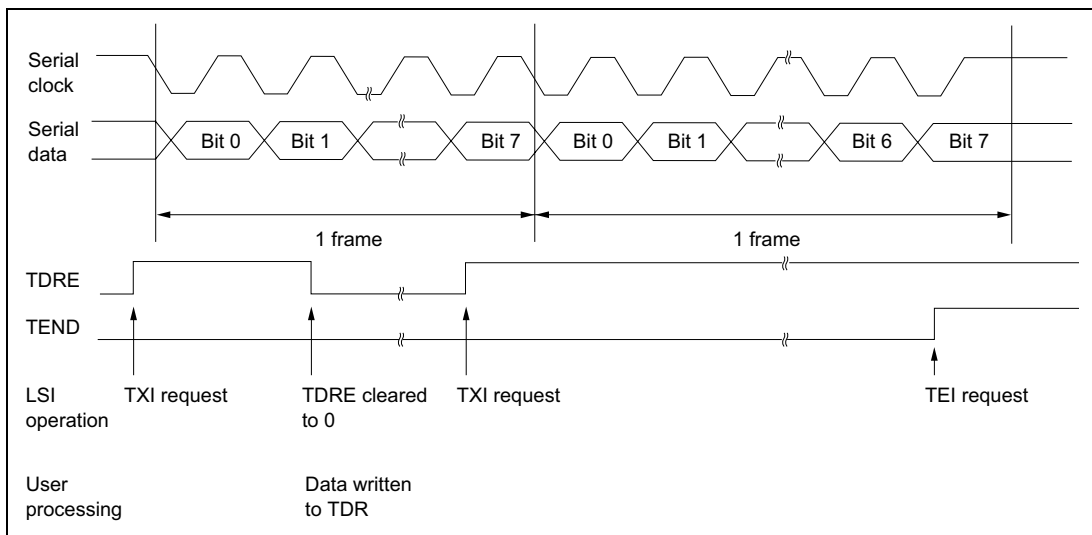 Serial
clock
Serial
data
Bit 0
Bit 1
Bit 7
Bit 0
Bit 1
Bit 6
Bit 7
1 frame
1 frame
TDRE
TEND
LSI
operation
TXI request
TDRE cleared
to 0
TXI request
TEI request
User
processing
Data written
to TDR